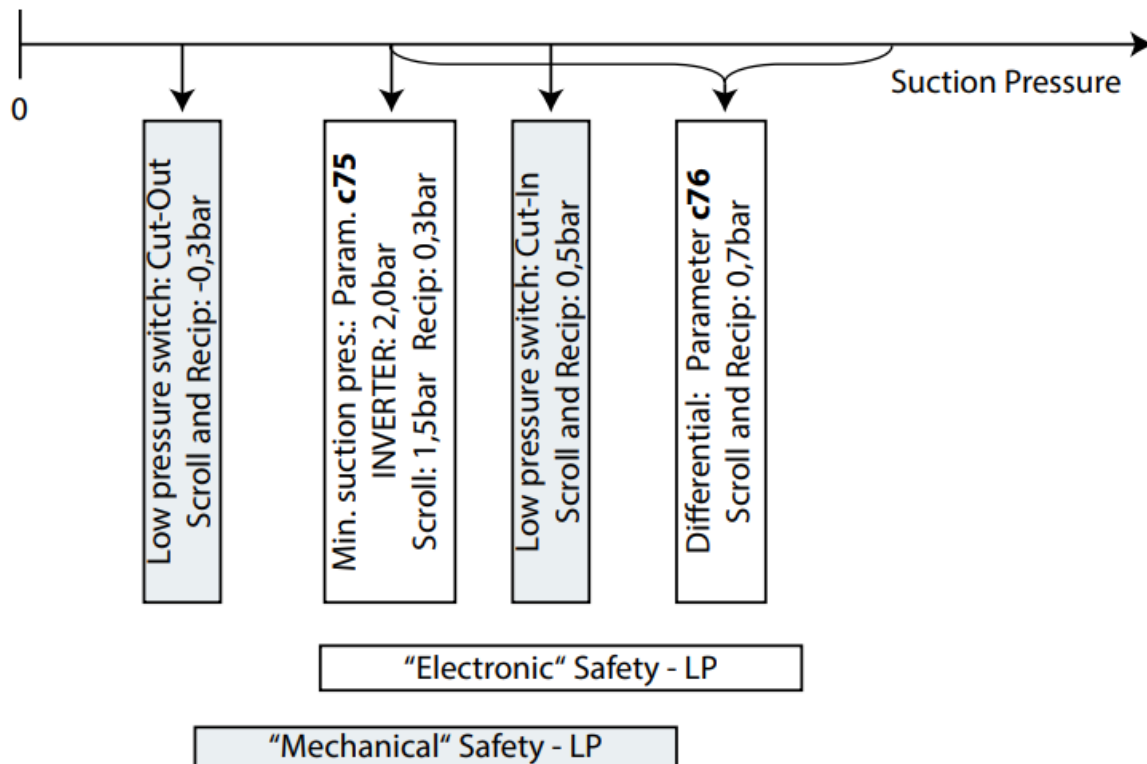 0
Suction Pressure
Low pressure switch: Cut-Out
Scroll and Recip: -0,3bar
Min. suction pres.: Param. c75
INVERTER: 2,0bar
Scroll: 1,5bar Recip: 0,3bar
Low pressure switch: Cut-In
Scroll and Recip: 0,5bar
Differential: Parameter c76
Scroll and Recip: 0,7bar
“Electronic“ Safety - LP
“Mechanical“ Safety - LP